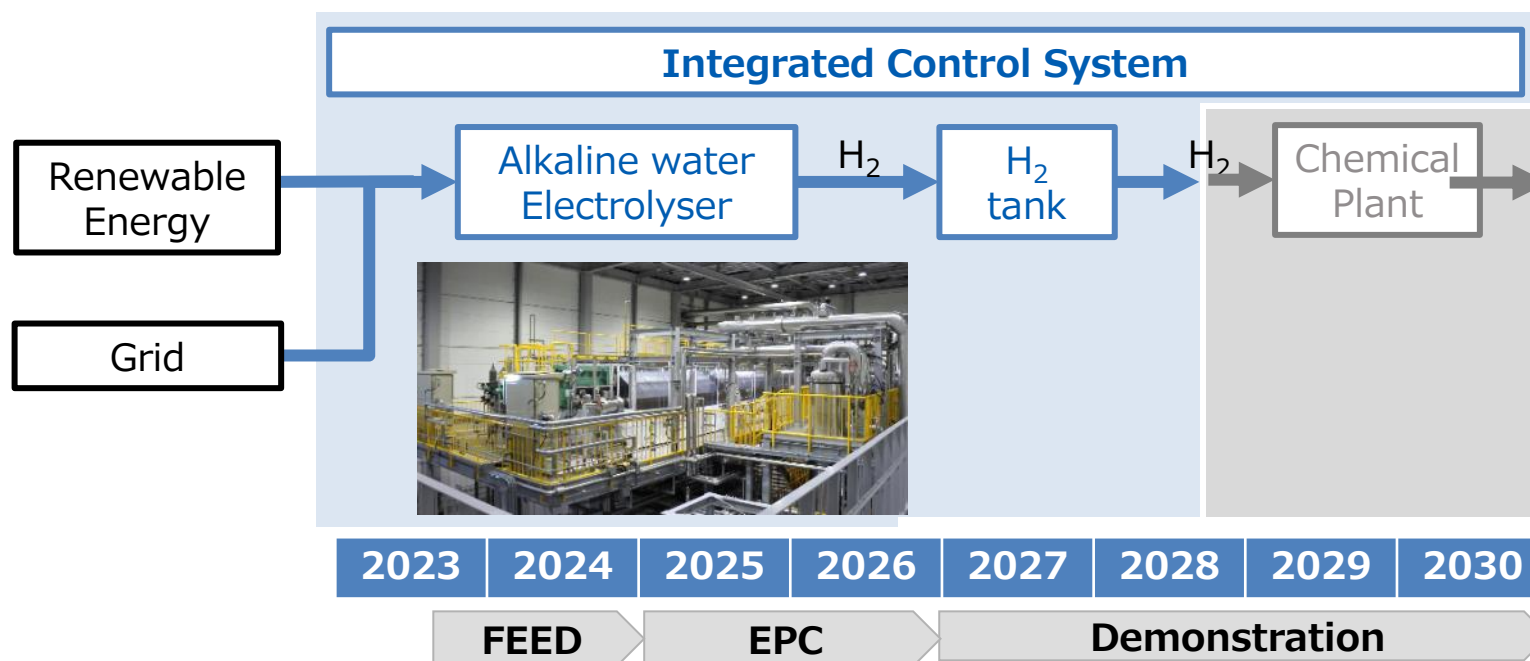 Integrated Control System
Renewable
Energy
Grid
Alkaline water
Electrolyser
H₂
H₂
tank
H₂
Chemical
Plant
2023 2024 2025 2026 2027 2028 2029 2030
FEED EPC Demonstration